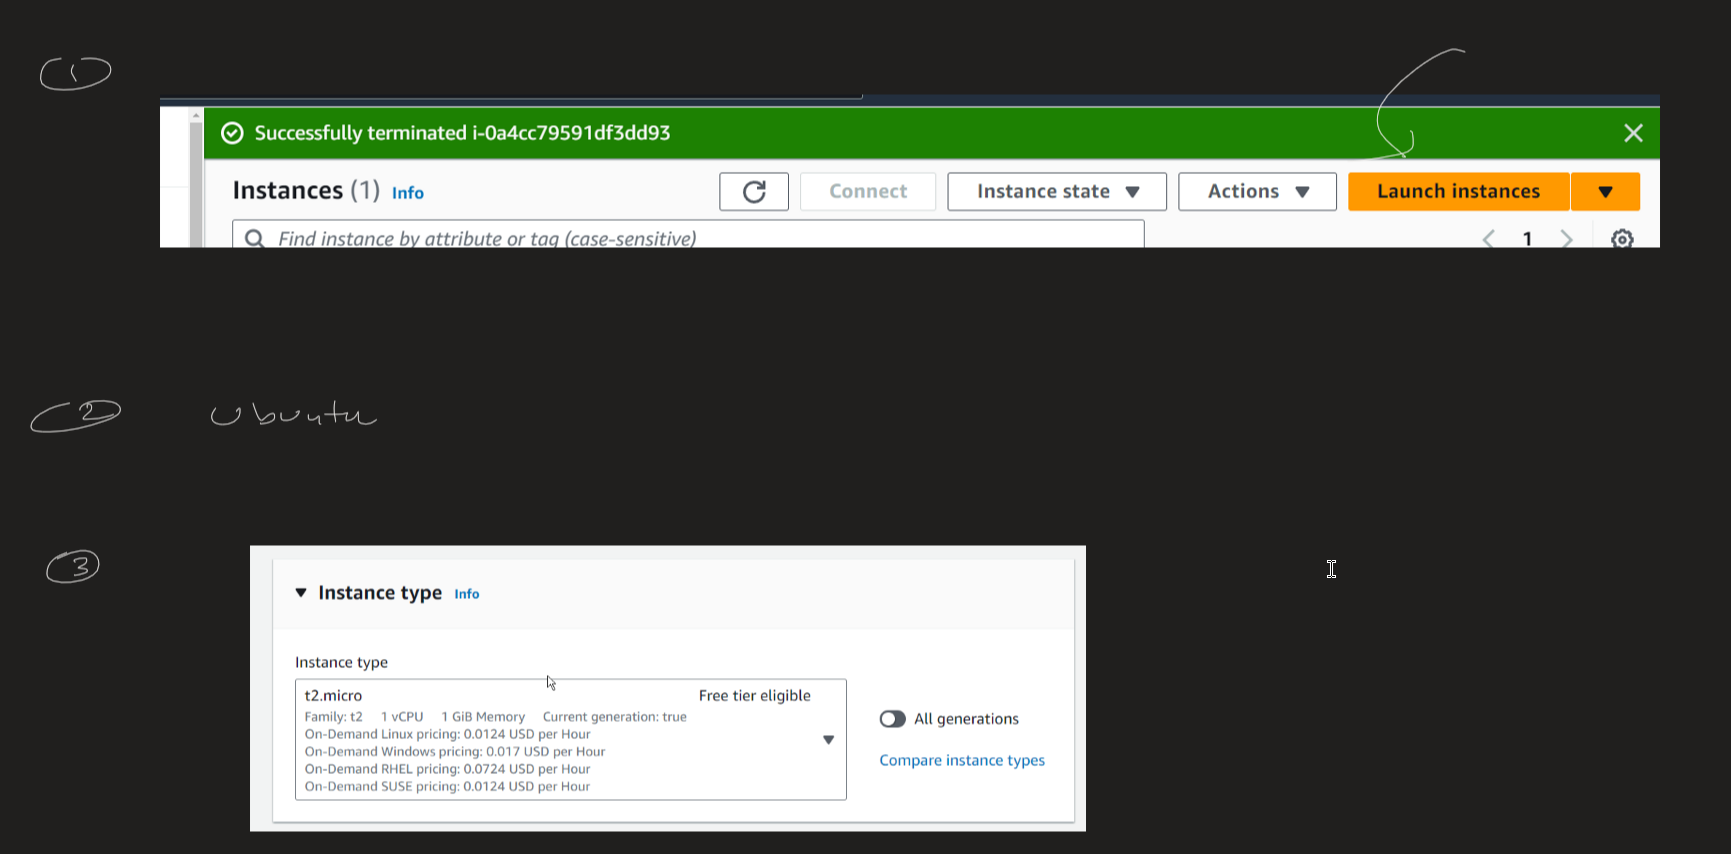 1
Successfully terminated i-0a4cc79591df3dd93
Instances (1) Info Connect Instance state Actions Launch instances
Find instance by attribute or tag (case-sensitive) 1
2 Ubuntu
3
Instance type Info
Instance type
t2.micro Free tier eligible
Family: t2 1 vCPU 1 GiB Memory Current generation: true
All generations
On-Demand Linux pricing: 0.0124 USD per Hour
On-Demand Windows pricing: 0.017 USD per Hour
Compare instance types
On-Demand RHEL pricing: 0.0724 USD per Hour
On-Demand SUSE pricing: 0.0124 USD per Hour